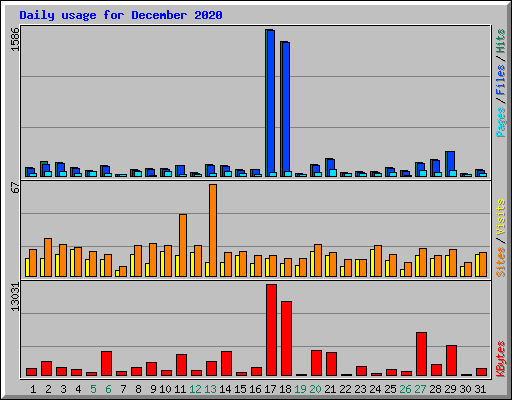 Daily usage for December 2020
1586
Pages / Files / Hits
67
Sites / Visits
13031
KBytes
1 2 3 4 5 6 7 8 9 10 11 12 13 14 15 16 17 18 19 20 21 22 23 24 25 26 27 28 29 30 31